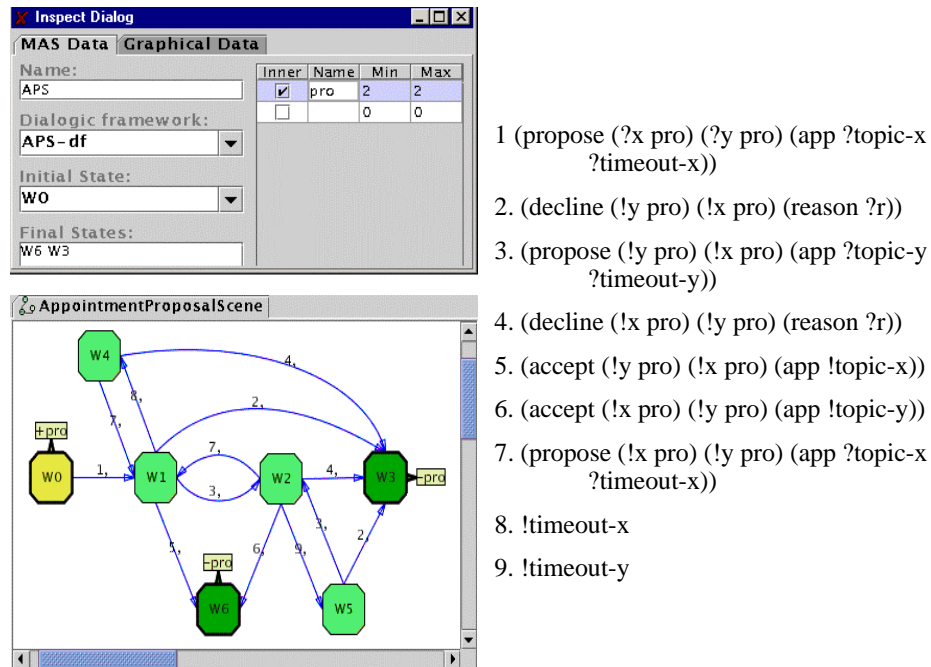 Inspect Dialog
MAS Data Graphical Data
Name:
APS
Dialogic framework:
APS-df
Initial State:
W0
Final States:
W6 W3
Inner Name Min Max
pro 2 2
0 0
AppointmentProposalScene
W4
4,
8,
2,
7,
+pro
7,
W0
1,
W1
W2
4,
W3
-pro
3,
3,
2,
5,
6,
9,
-pro
W6
W5
1 (propose (?x pro) (?y pro) (app ?topic-x
?timeout-x))
2. (decline (!y pro) (!x pro) (reason ?r))
3. (propose (!y pro) (!x pro) (app ?topic-y
?timeout-y))
4. (decline (!x pro) (!y pro) (reason ?r))
5. (accept (!y pro) (!x pro) (app !topic-x))
6. (accept (!x pro) (!y pro) (app !topic-y))
7. (propose (!x pro) (!y pro) (app ?topic-x
?timeout-x))
8. !timeout-x
9. !timeout-y